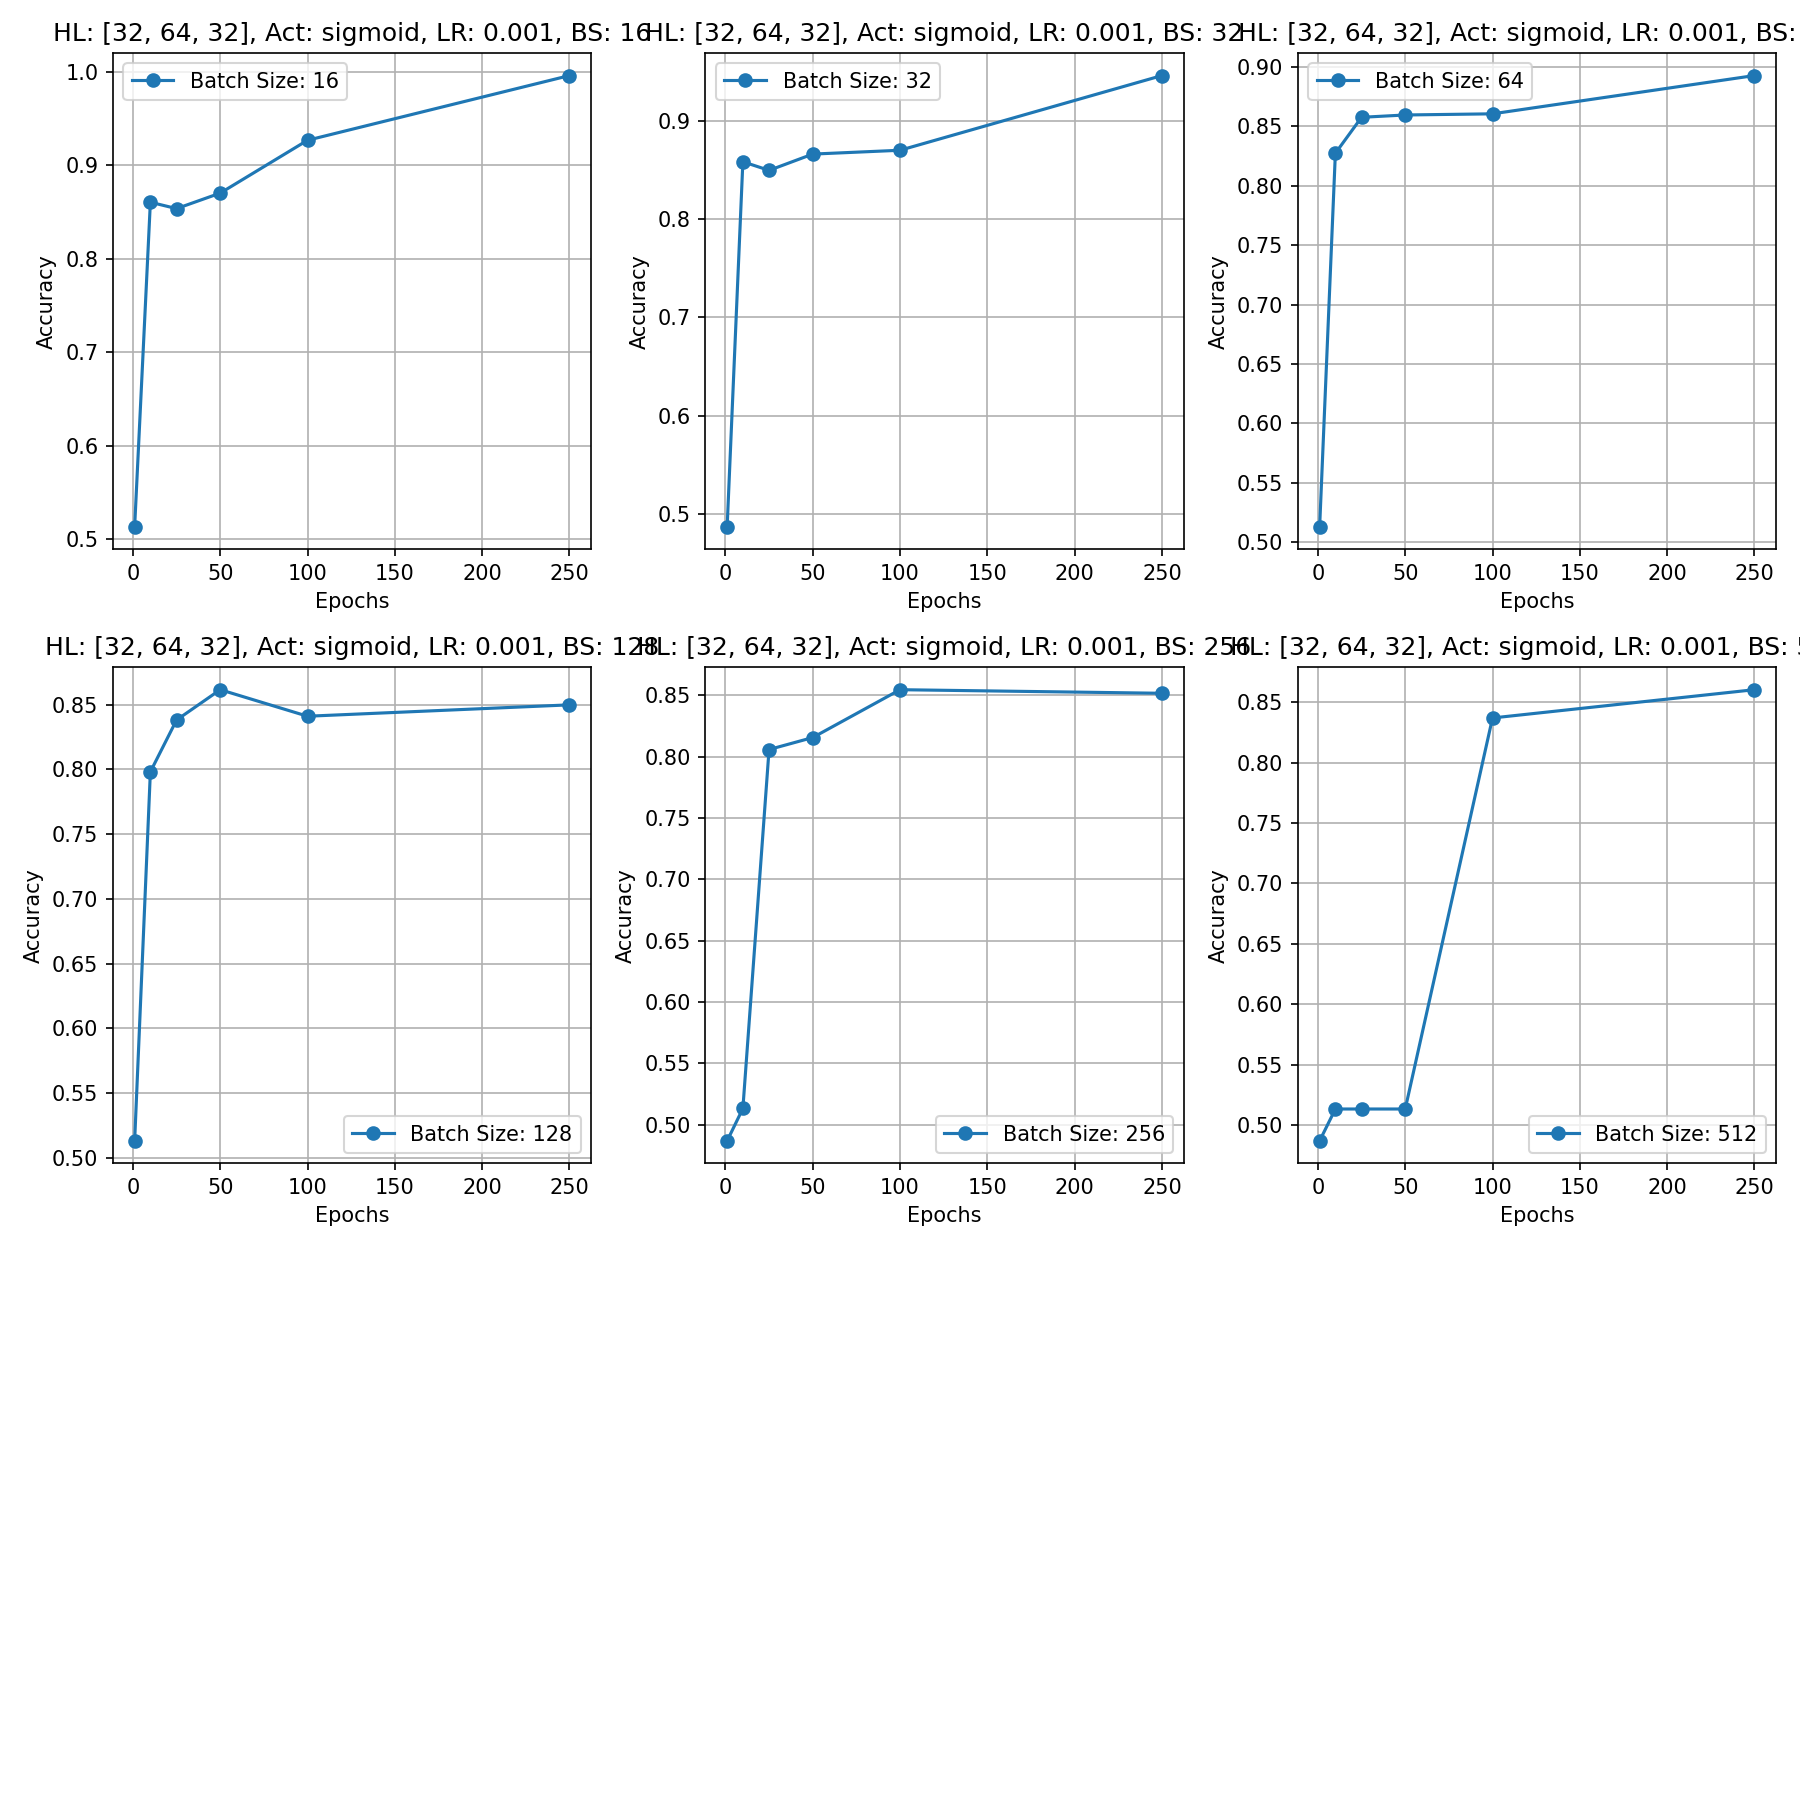 HL: [32, 64, 32], Act: sigmoid, LR: 0.001, BS: 16
Batch Size: 16
1.0
0.9
0.8
0.7
0.6
0.5
Accuracy
0 50 100 150 200 250
Epochs
HL: [32, 64, 32], Act: sigmoid, LR: 0.001, BS: 32
Batch Size: 32
0.9
0.8
0.7
0.6
0.5
Accuracy
0 50 100 150 200 250
Epochs
HL: [32, 64, 32], Act: sigmoid, LR: 0.001, BS:
Batch Size: 64
0.90
0.85
0.80
0.75
0.70
0.65
0.60
0.55
0.50
Accuracy
0 50 100 150 200 250
Epochs
HL: [32, 64, 32], Act: sigmoid, LR: 0.001, BS: 128
0.85
0.80
0.75
0.70
0.65
0.60
0.55
0.50
Accuracy
Batch Size: 128
0 50 100 150 200 250
Epochs
HL: [32, 64, 32], Act: sigmoid, LR: 0.001, BS: 256
0.85
0.80
0.75
0.70
0.65
0.60
0.55
0.50
Accuracy
Batch Size: 256
0 50 100 150 200 250
Epochs
HL: [32, 64, 32], Act: sigmoid, LR: 0.001, BS:
0.85
0.80
0.75
0.70
0.65
0.60
0.55
0.50
Accuracy
Batch Size: 512
0 50 100 150 200 250
Epochs